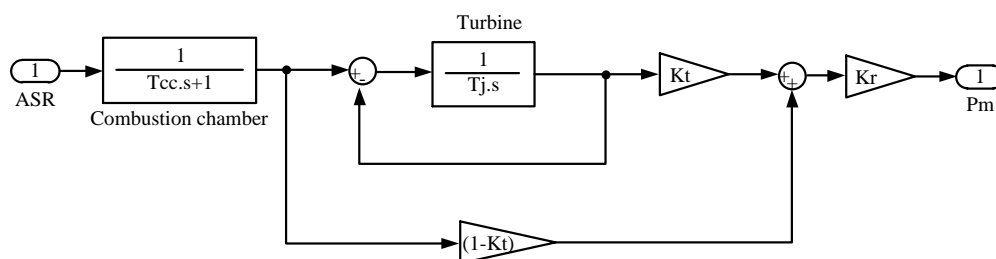 Turbine
1
ASR
1
Tcc.s+1
Combustion chamber
+
-
1
Tj.s
Kt
+
+
Kr
1
Pm
(1-Kt)